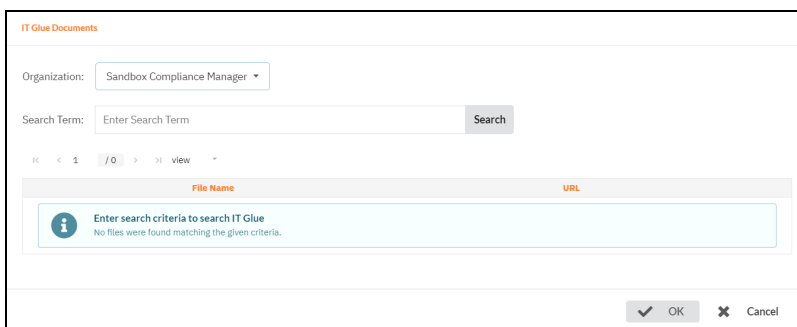 IT Glue Documents
Organization: Sandbox Compliance Manager
Search Term: Enter Search Term Search
1 / 0 view
File Name URL
Enter search criteria to search IT Glue
No files were found matching the given criteria.
OK Cancel